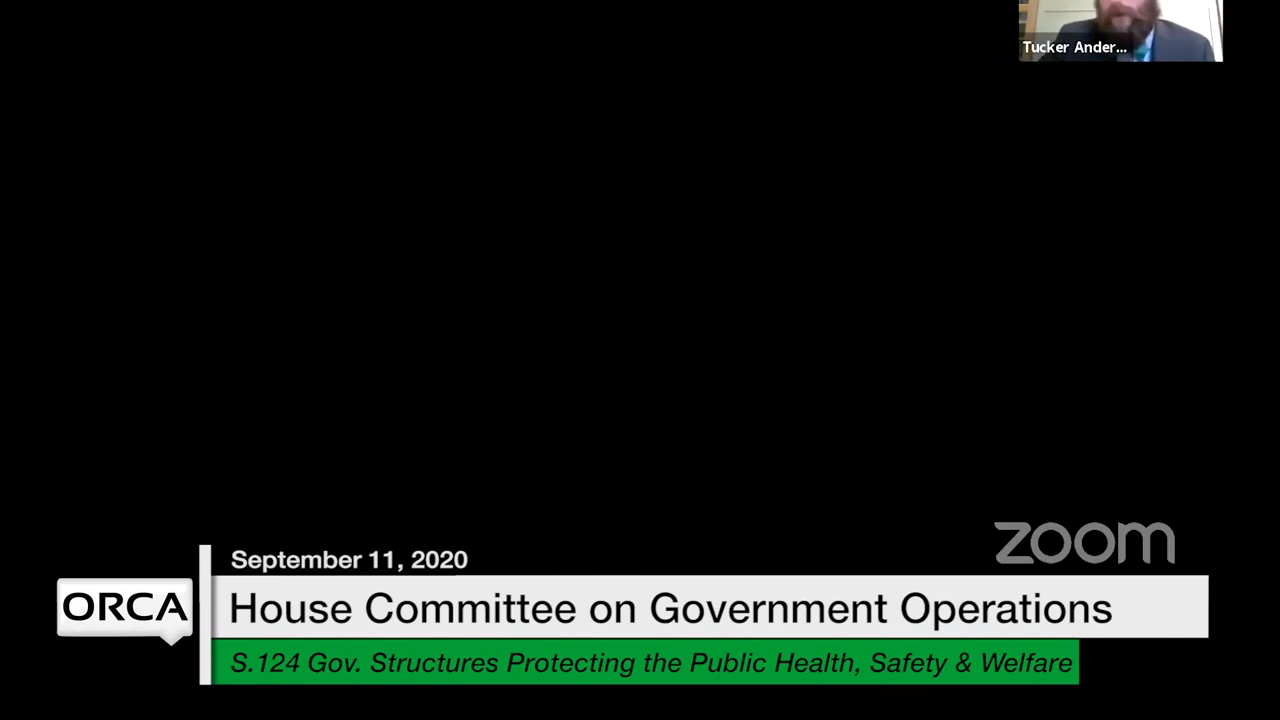 Tucker Ander...
zoom
September 11, 2020
ORCA
House Committee on Government Operations
S.124 Gov. Structures Protecting the Public Health, Safety & Welfare